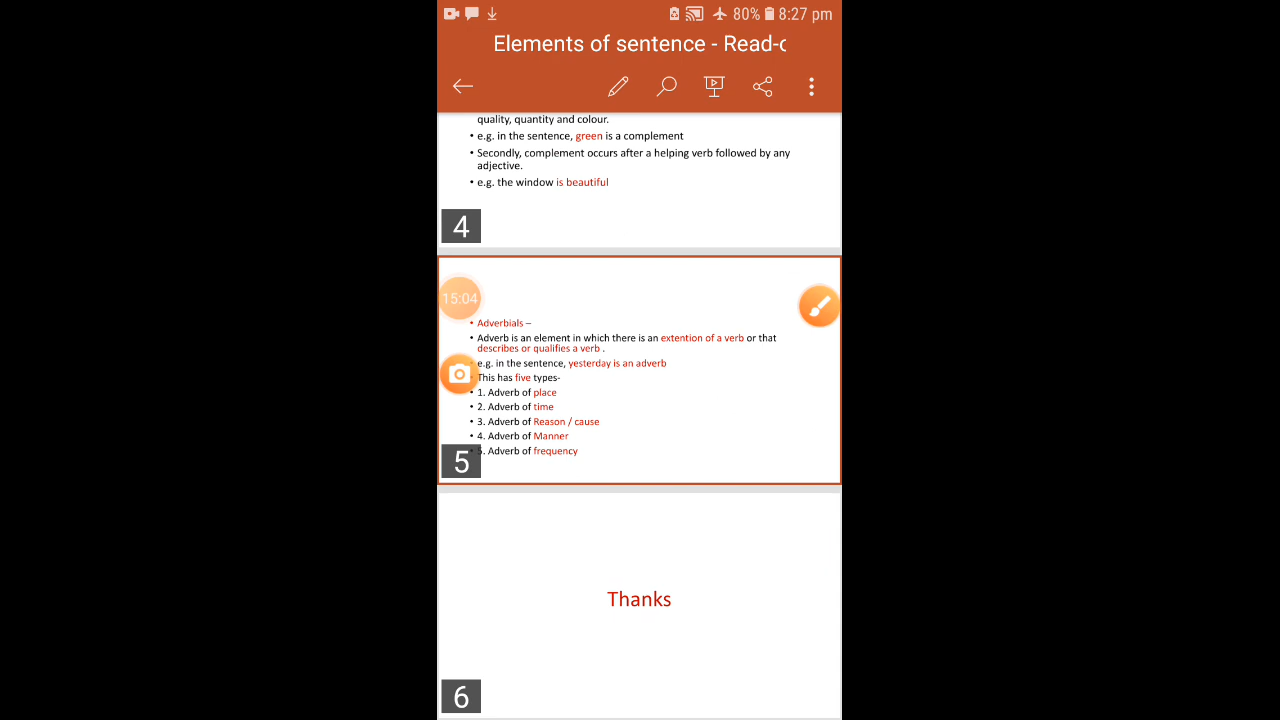 80% 8:27 pm
Elements of sentence - Read-
quality, quantity and colour.
• e.g. in the sentence, green is a complement
• Secondly, complement occurs after a helping verb followed by any
adjective.
• e.g. the window is beautiful
4
15:04
• Adverbials –
• Adverb is an element in which there is an extention of a verb or that
describes or qualifies a verb .
e.g. in the sentence, yesterday is an adverb
This has five types-
• 1. Adverb of place
• 2. Adverb of time
• 3. Adverb of Reason / cause
• 4. Adverb of Manner
5. Adverb of frequency
5
Thanks
6